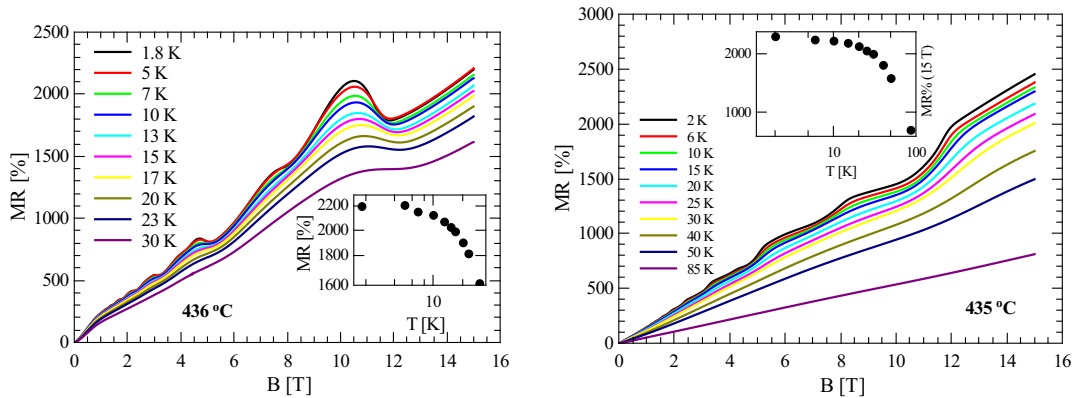 2500
2000
1500
1000
500
0
MR [%]
1.8 K
5 K
7 K
10 K
13 K
15 K
17 K
20 K
23 K
30 K
436 °C
2200
2000
1800
1600
MR [%]
10
T [K]
0 2 4 6 8 10 12 14 16
B [T]
3000
2500
2000
1500
1000
500
0
MR [%]
2 K
6 K
10 K
15 K
20 K
25 K
30 K
40 K
50 K
85 K
2000
1000
MR% (15 T)
10 100
T [K]
435 °C
0 2 4 6 8 10 12 14 16
B [T]